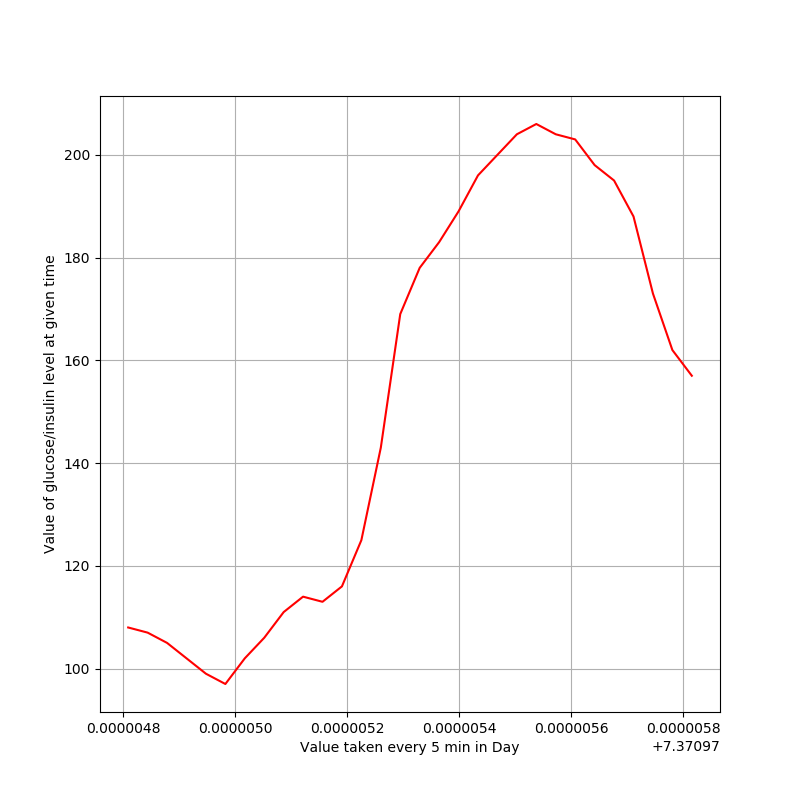 Value of glucose/insulin level at given time
200
180
160
140
120
100
0.0000048 0.0000050 0.0000052 0.0000054 0.0000056 0.0000058
Value taken every 5 min in Day
+7.37097